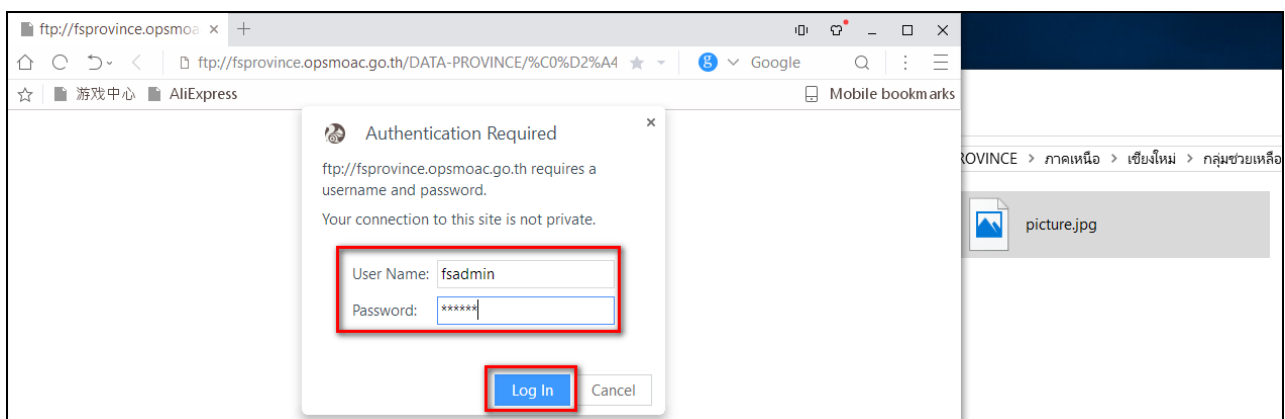 ftp://fsprovince.opsmoa
ftp://fsprovince.opsmoac.go.th/DATA-PROVINCE/%C0%D2%A4
Google
游戏中心
AliExpress
Mobile bookmarks
Authentication Required
ftp://fsprovince.opsmoac.go.th requires a
username and password.
Your connection to this site is not private.
User Name: fsadmin
Password: ******
Log In
Cancel
ROVINCE > ภาคเหนือ > เชียงใหม่ > กลุ่มช่วยเหลือ
picture.jpg